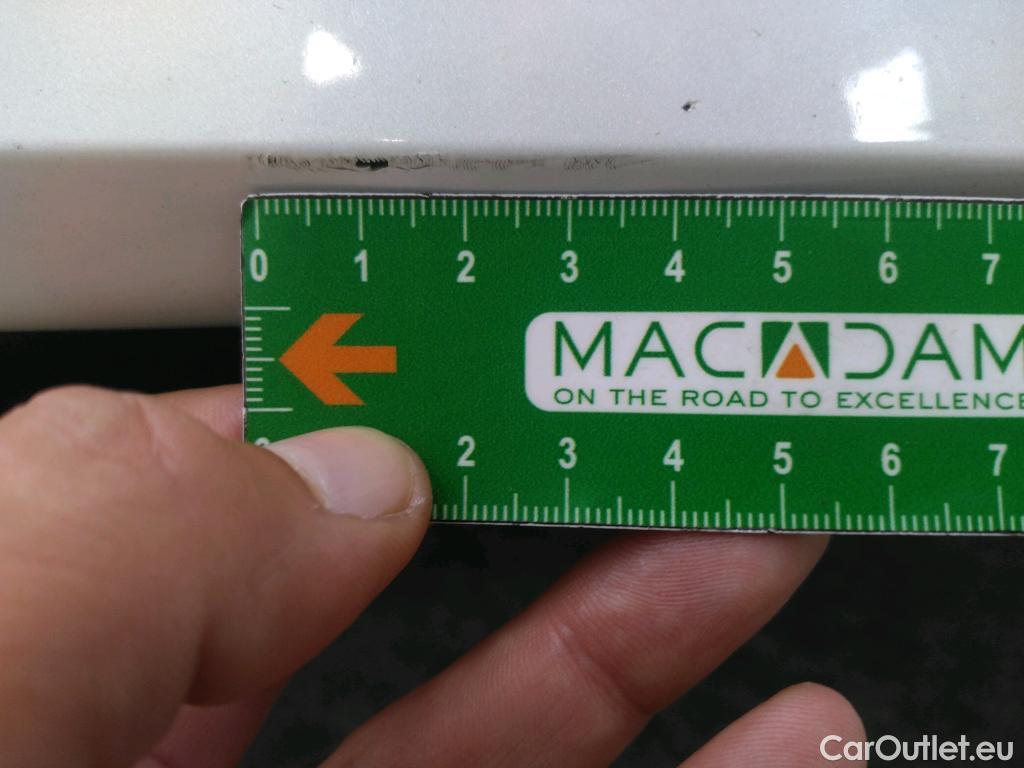 0 1 2 3 4 5 6 7
MACADAM
ON THE ROAD TO EXCELLENCE
2 3 4 5 6 7
CarOutlet.eu